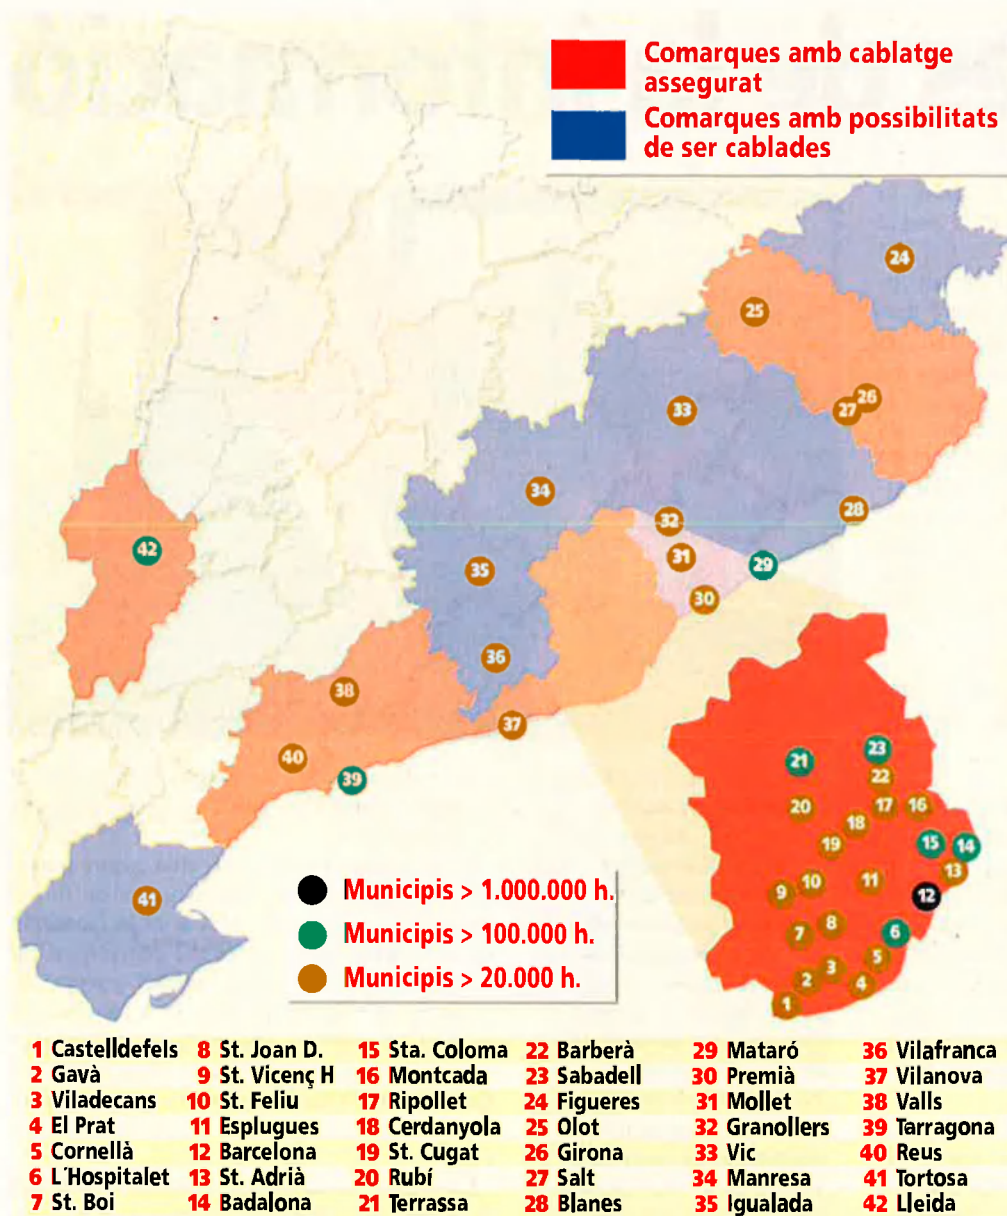 Comarques amb cablatge
assegurat
Comarques amb possibilitats
de ser cablades
24
25
26
27
33
34
28
32
42
31
29
35
30
36
38
37
23
21
22
40
39
20
17
16
18
19
15
14
13
10
11
9
12
41
8
7
6
5
3
2
4
1
Municipis > 1.000.000 h.
Municipis > 100.000 h.
Municipis > 20.000 h.
1 Castelldefels
2 Gavà
3 Viladecans
4 El Prat
5 Cornellà
6 L'Hospitalet
7 St. Boi
8 St. Joan D.
9 St. Vicenç H
10 St. Feliu
11 Esplugues
12 Barcelona
13 St. Adrià
14 Badalona
15 Sta. Coloma
16 Montcada
17 Ripollet
18 Cerdanyola
19 St. Cugat
20 Rubí
21 Terrassa
22 Barberà
23 Sabadell
24 Figueres
25 Olot
26 Girona
27 Salt
28 Blanes
29 Mataró
30 Premià
31 Mollet
32 Granollers
33 Vic
34 Manresa
35 Igualada
36 Vilafranca
37 Vilanova
38 Valls
39 Tarragona
40 Reus
41 Tortosa
42 Lleida